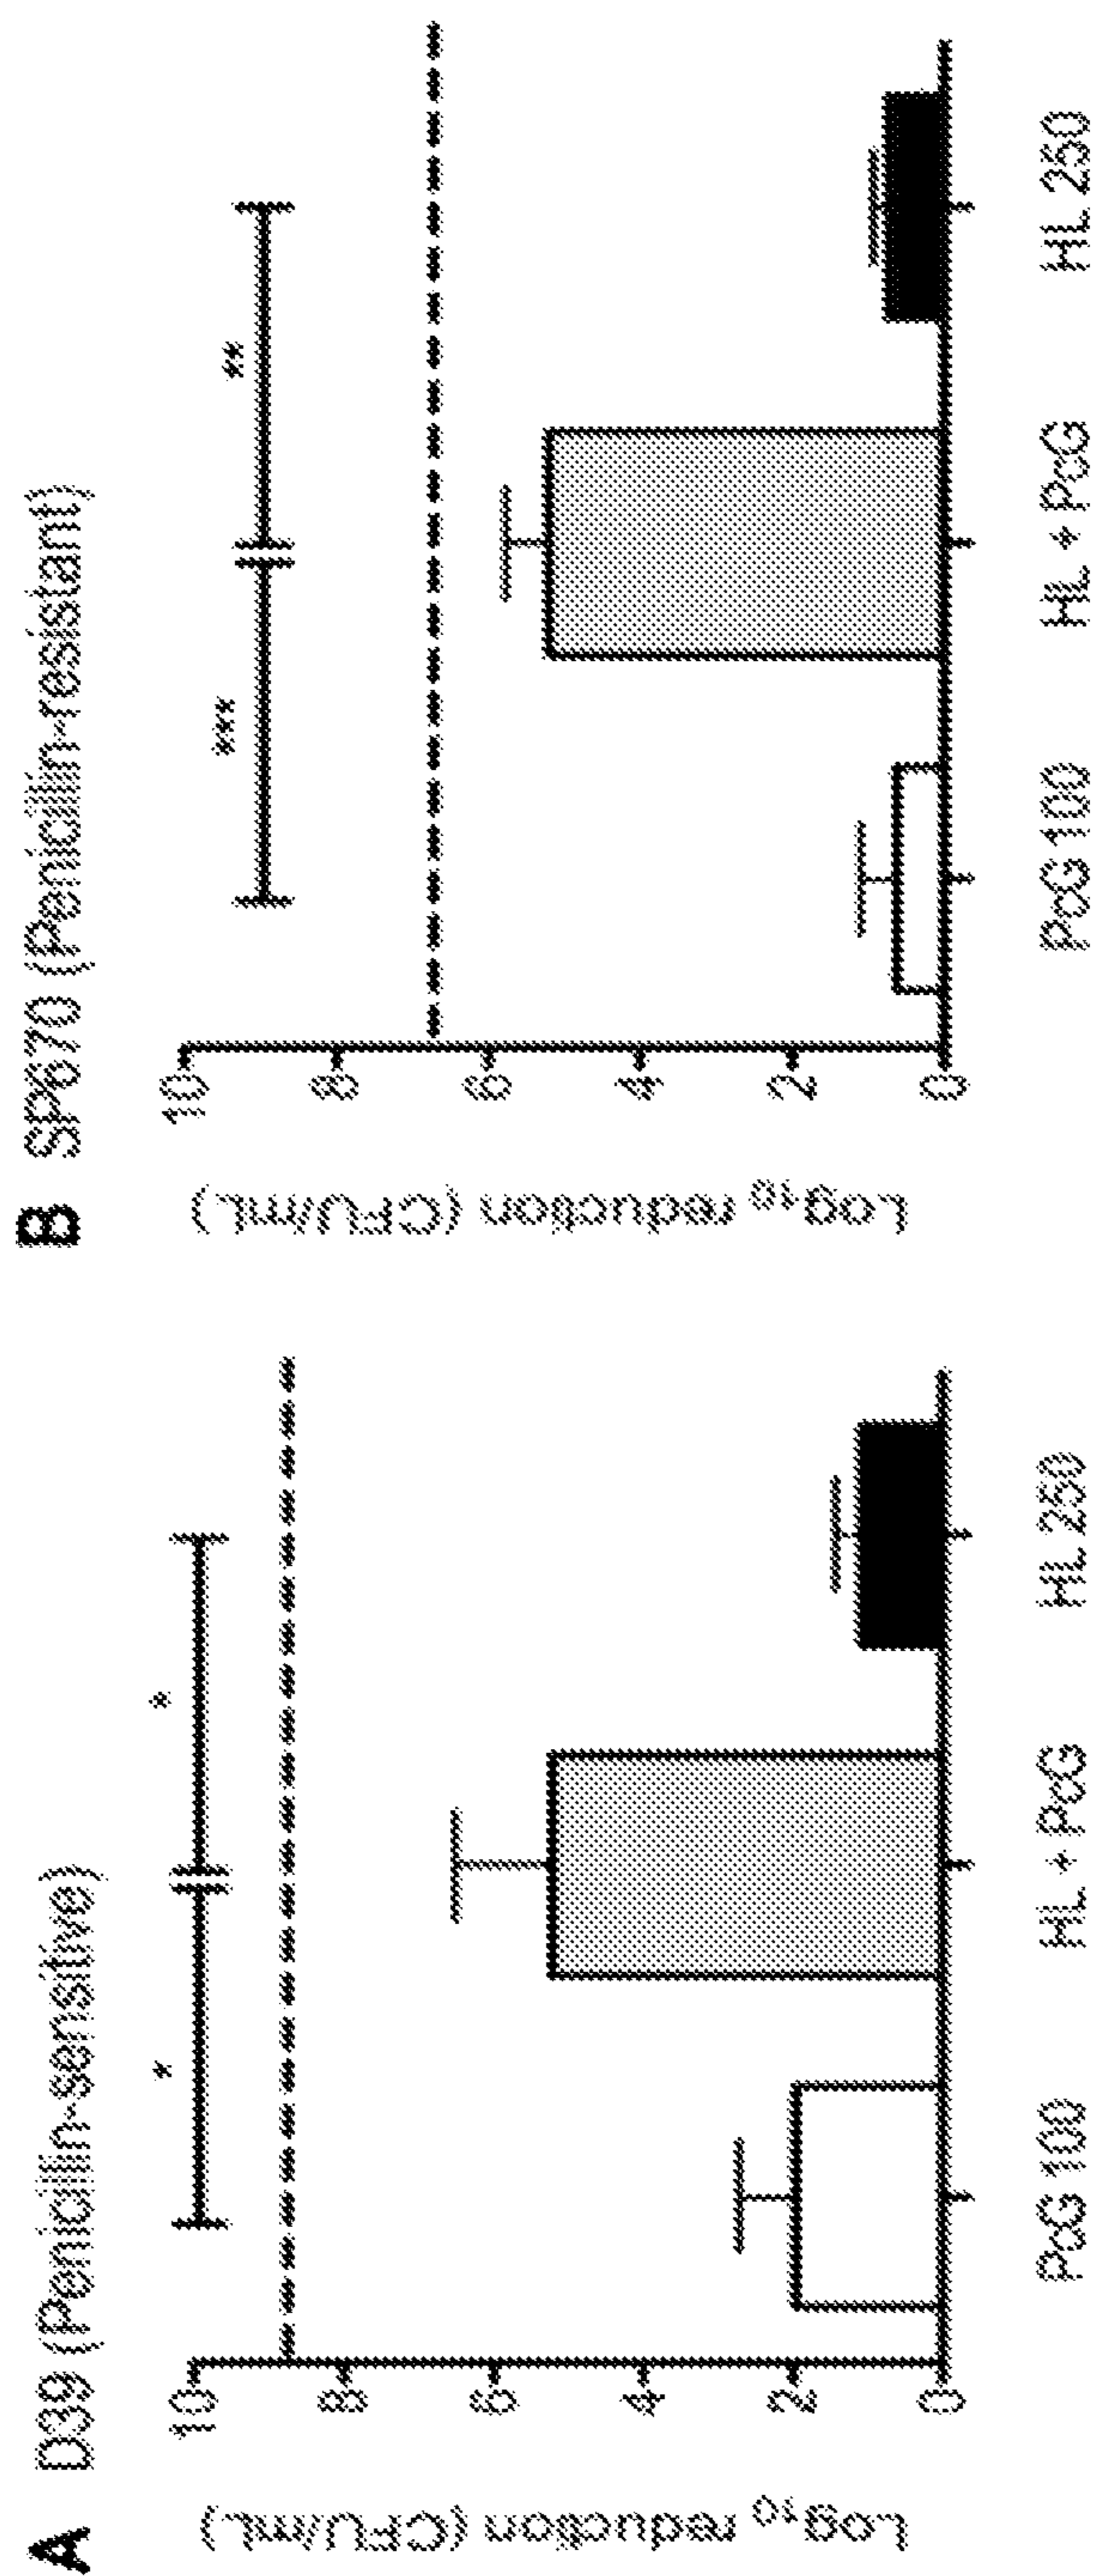 A D39 (Penicillin-sensitive)
*
*
Log10 reduction (CFU/mL)
10
8
6
4
2
0
PcG 100
HL + PcG
HL 250
B SP670 (Penicillin-resistant)
***
**
Log10 reduction (CFU/mL)
10
8
6
4
2
0
PcG 100
HL + PcG
HL 250